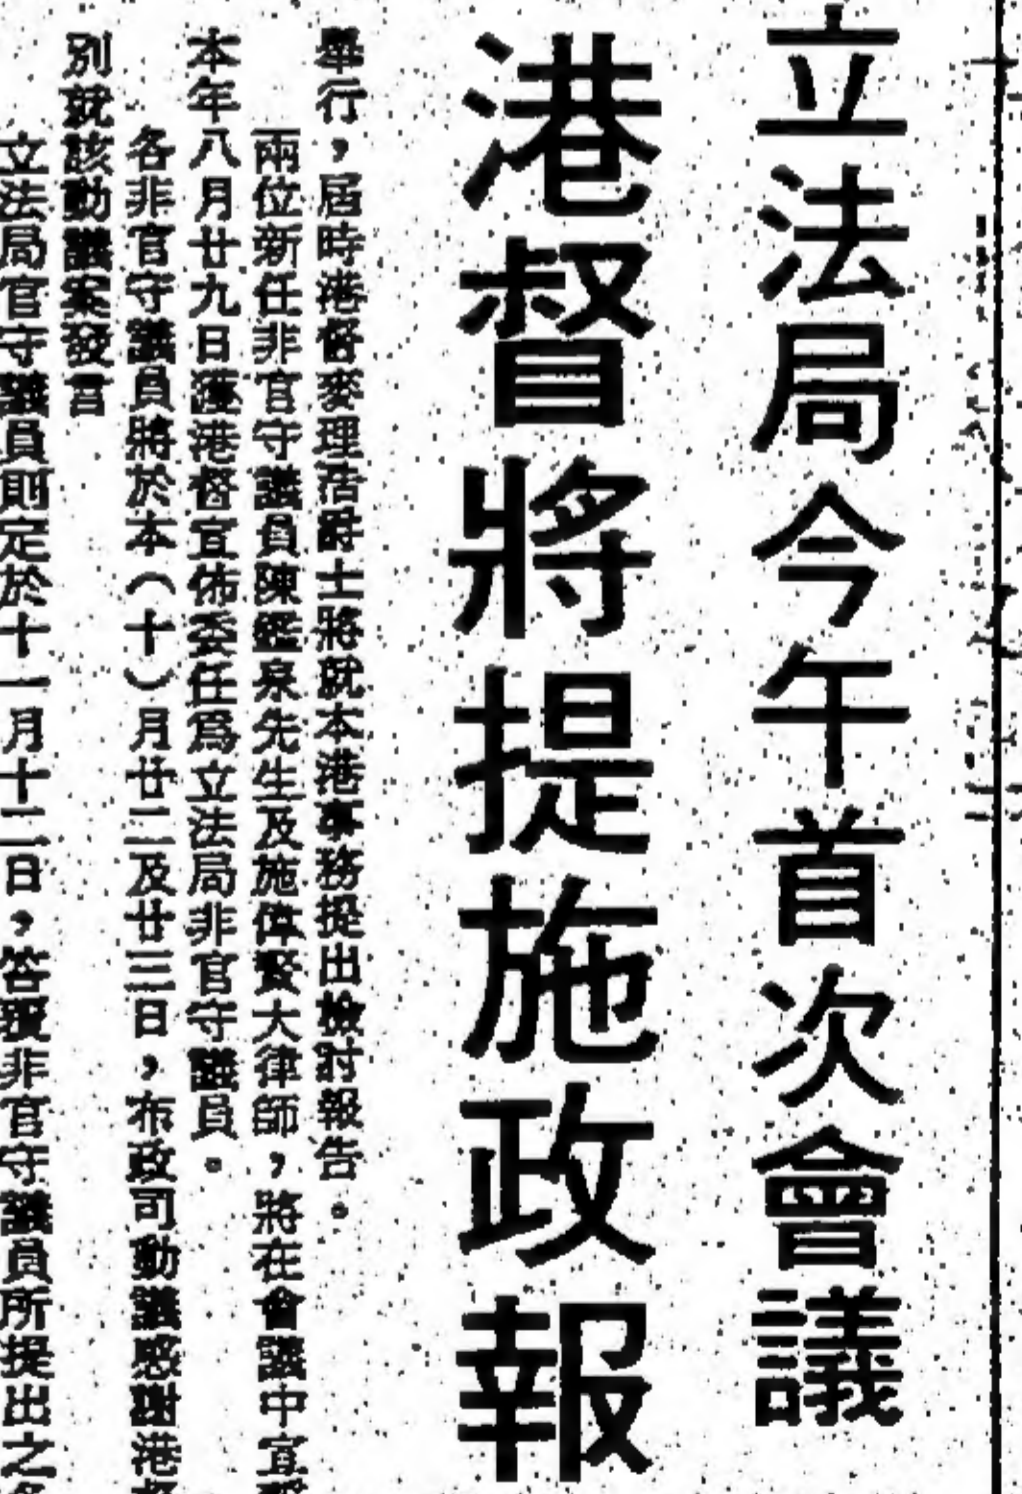 立法局今午首次會議
港督將提施政報
舉行，屆時港督麥理浩爵士將就本港事務提出檢討報告。
兩位新任非官守議員陳鑑泉先生及施偉賢大律師，將在會議中宣誓
本年八月廿九日獲港督宣佈委任為立法局非官守議員。
各非官守議員將於本（十）月廿二及廿三日，布政司動議感謝港督
別就該動議案發言
立法局官守議員則定於十一月十二日，答覆非官守議員所提出之